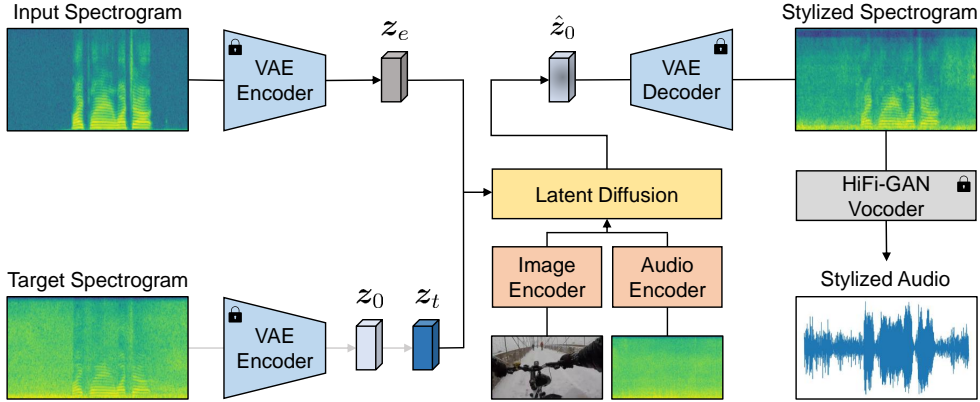 Input Spectrogram
VAE
Encoder
z_e
ẑ_0
VAE
Decoder
Stylized Spectrogram
Latent Diffusion
HiFi-GAN
Vocoder
Image
Encoder
Audio
Encoder
Target Spectrogram
VAE
Encoder
z_0
z_t
Stylized Audio